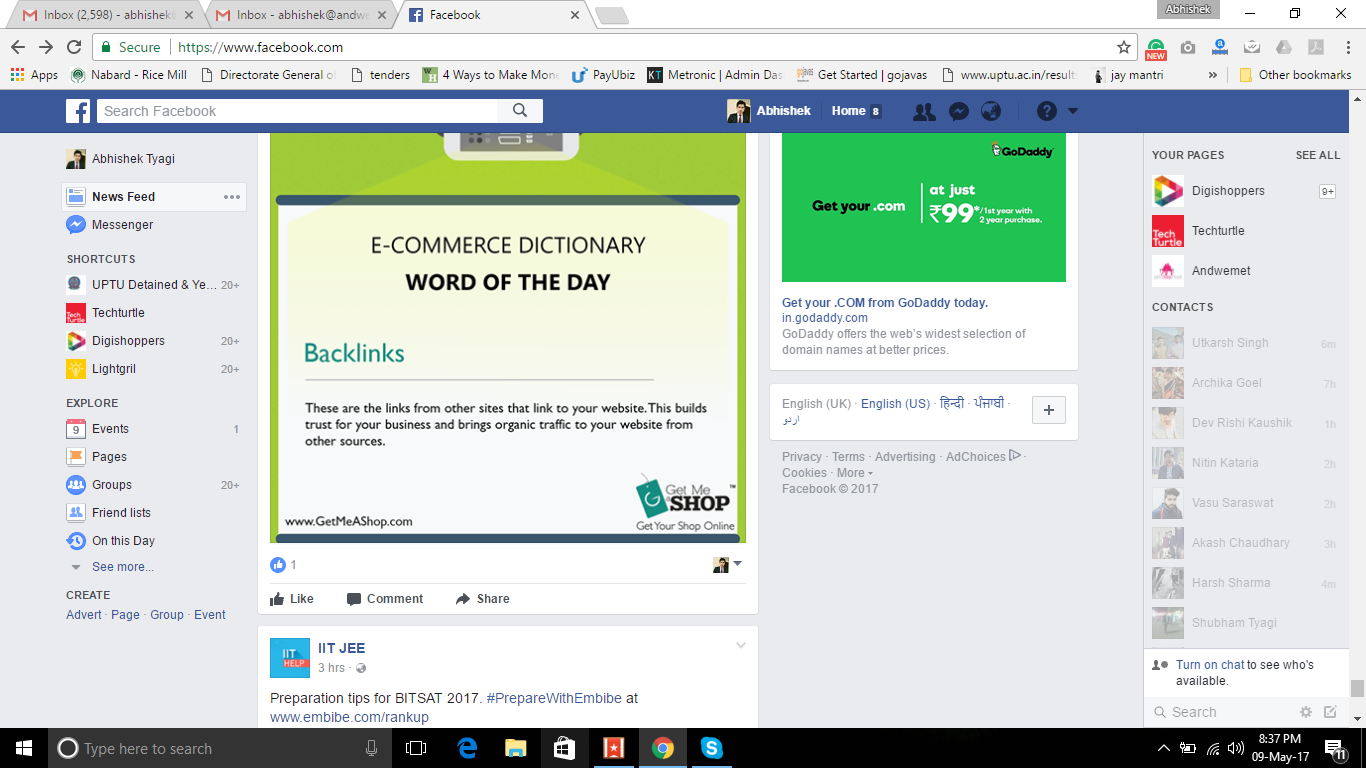 Inbox (2,598) - abhishek@
Inbox - abhishek@andwe
Facebook
Abhishek
Secure
https://www.facebook.com
NEW
Apps
Nabard - Rice Mill
Directorate General o
tenders
4 Ways to Make Mone
PayUbiz
Metronic | Admin Das
Get Started | gojavas
www.uptu.ac.in/result
jay mantri
»
Other bookmarks
Search Facebook
Abhishek
Home 8
Abhishek Tyagi
News Feed
Messenger
SHORTCUTS
UPTU Detained & Ye... 20+
Techturtle
Digishoppers 20+
Lightgril 20+
EXPLORE
Events 1
Pages
Groups 20+
Friend lists
On this Day
See more...
CREATE
Advert · Page · Group · Event
E-COMMERCE DICTIONARY
WORD OF THE DAY
Backlinks
These are the links from other sites that link to your website.This builds
trust for your business and brings organic traffic to your website from
other sources.
Get Me
a SHOP™
Get Your Shop Online
www.GetMeAShop.com
1
Like
Comment
Share
IIT
HELP
IIT JEE
3 hrs ·
Preparation tips for BITSAT 2017. #PrepareWithEmbibe at
www.embibe.com/rankup
GoDaddy
Get your .com
at just
₹99*/1st year with
2 year purchase.
Get your .COM from GoDaddy today.
in.godaddy.com
GoDaddy offers the web's widest selection of
domain names at better prices.
English (UK) · English (US) · हिन्दी · ਪੰਜਾਬੀ ·
اردو
Privacy · Terms · Advertising · AdChoices ·
Cookies · More
Facebook © 2017
YOUR PAGES
SEE ALL
Digishoppers 9+
Tech
Turtle
Techturtle
Andwemet
CONTACTS
Utkarsh Singh 6m
Archika Goel 7h
Dev Rishi Kaushik 1h
Nitin Kataria 2h
Vasu Saraswat 2h
Akash Chaudhary 3h
Harsh Sharma 4m
Shubham Tyagi
Turn on chat to see who's
available.
Search
Type here to search
8:37 PM
09-May-17
11